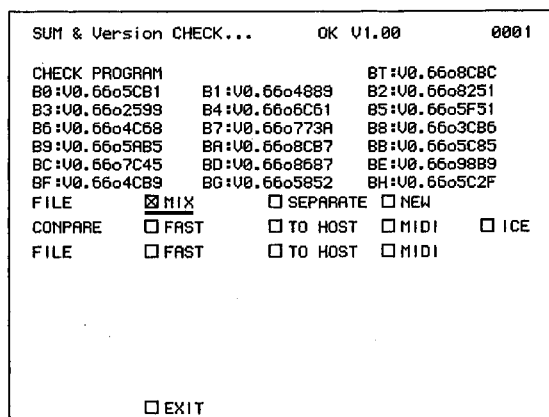 SUM & Version CHECK... OK V1.00 0001
CHECK PROGRAM BT:V0.66o8CBC
B0:V0.66o5CB1 B1:V0.66o4889 B2:V0.66o8251
B3:V0.66o2599 B4:V0.66o6C61 B5:V0.66o5F51
B6:V0.66o4C68 B7:V0.66o773A B8:V0.66o3CB6
B9:V0.66o5AB5 BA:V0.66o8CB7 BB:V0.66o5C85
BC:V0.66o7C45 BD:V0.66o8687 BE:V0.66o98B9
BF:V0.66o4CB9 BG:V0.66o5852 BH:V0.66o5C2F
FILE ☒ MIX ☐ SEPARATE ☐ NEW
CONPARE ☐ FAST ☐ TO HOST ☐ MIDI ☐ ICE
FILE ☐ FAST ☐ TO HOST ☐ MIDI
☐ EXIT